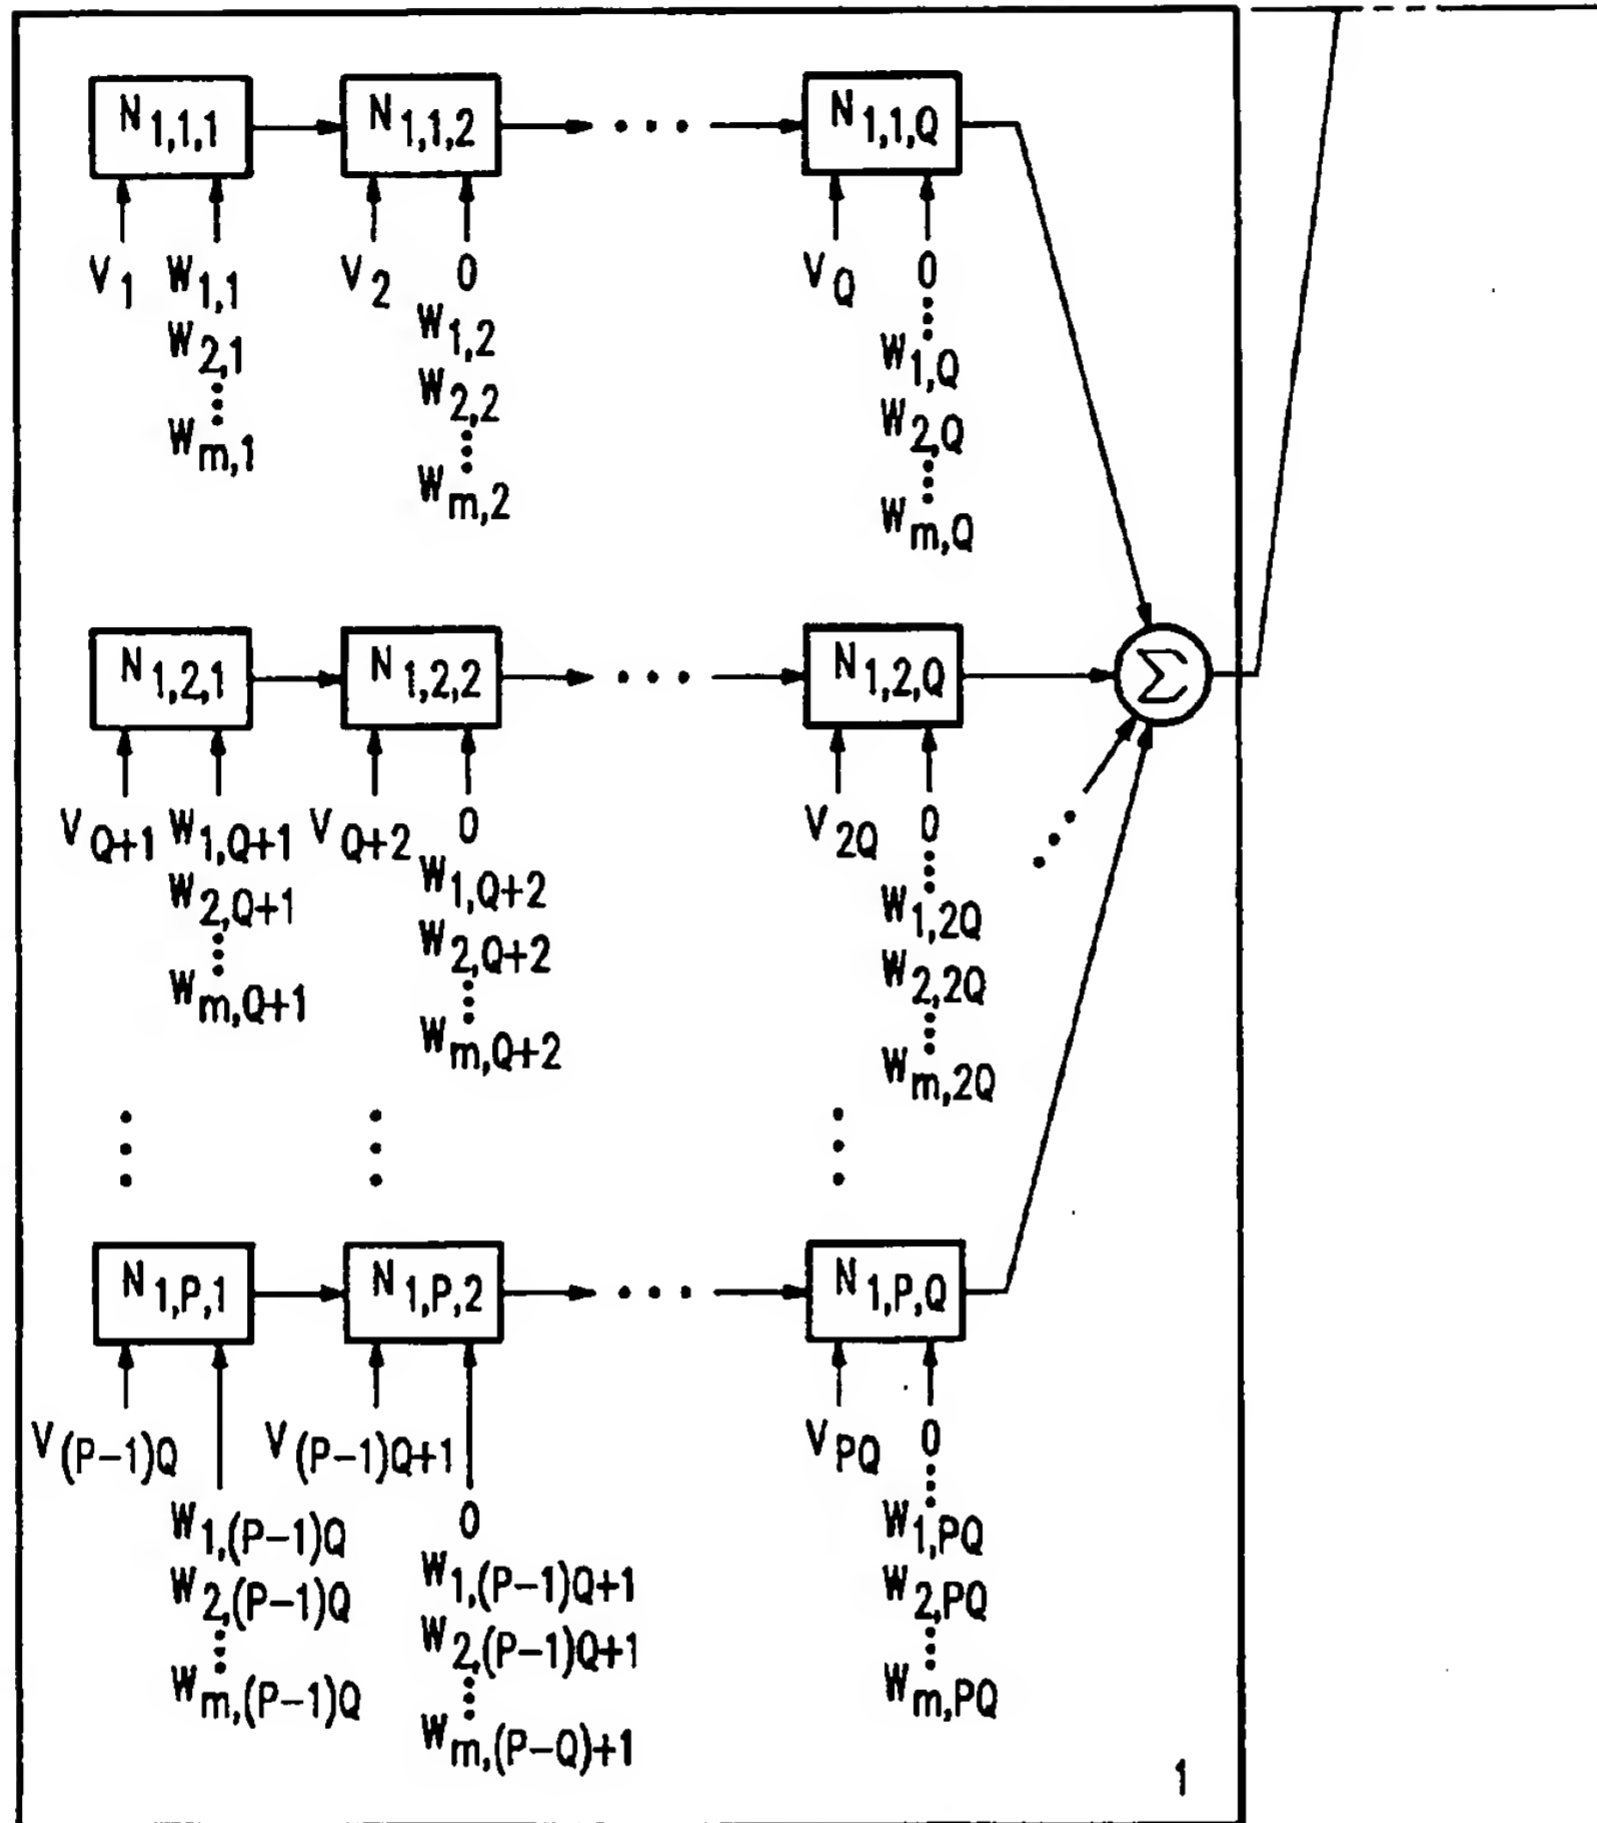 N1,1,1 N1,1,2 ... N1,1,Q
V1 W1,1 V2 0 VQ 0
W2,1 W1,2 W1,Q
Wm,1 W2,2 W2,Q
Wm,2 Wm,Q
N1,2,1 N1,2,2 ... N1,2,Q Σ
VQ+1 W1,Q+1 VQ+2 0 V2Q 0
W2,Q+1 W1,Q+2 W1,2Q
Wm,Q+1 W2,Q+2 W2,2Q
Wm,Q+2 Wm,2Q
N1,P,1 N1,P,2 ... N1,P,Q
V(P-1)Q V(P-1)Q+1 VPQ 0
W1,(P-1)Q 0 W1,PQ
W2,(P-1)Q W1,(P-1)Q+1 W2,PQ
Wm,(P-1)Q W2,(P-1)Q+1 Wm,PQ
Wm,(P-Q)+1
1